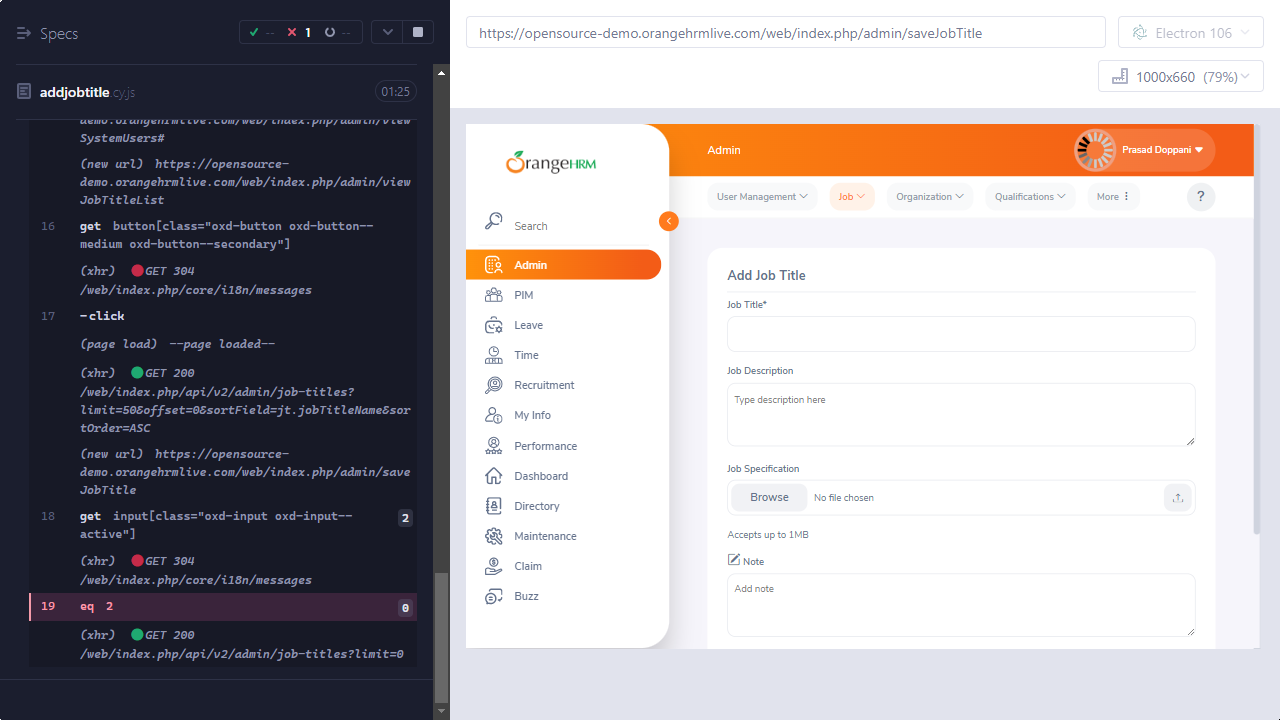 Specs
-- 1 --
addjobtitle.cy.js
01:25
demo.orangehrmlive.com/web/index.php/admin/view
SystemUsers#
(new url) https://opensource-
demo.orangehrmlive.com/web/index.php/admin/view
JobTitleList
16 get button[class="oxd-button oxd-button--
medium oxd-button--secondary"]
(xhr) GET 304
/web/index.php/core/i18n/messages
17 -click
(page load) --page loaded--
(xhr) GET 200
/web/index.php/api/v2/admin/job-titles?
limit=50&offset=0&sortField=jt.jobTitleName&sor
tOrder=ASC
(new url) https://opensource-
demo.orangehrmlive.com/web/index.php/admin/save
JobTitle
18 get input[class="oxd-input oxd-input--
active"] 2
(xhr) GET 304
/web/index.php/core/i18n/messages
19 eq 2 0
(xhr) GET 200
/web/index.php/api/v2/admin/job-titles?limit=0
https://opensource-demo.orangehrmlive.com/web/index.php/admin/saveJobTitle
Electron 106
1000x660 (79%)
OrangeHRM
Search
Admin
PIM
Leave
Time
Recruitment
My Info
Performance
Dashboard
Directory
Maintenance
Claim
Buzz
Admin
Prasad Doppani
User Management
Job
Organization
Qualifications
More
?
Add Job Title
Job Title*
Job Description
Type description here
Job Specification
Browse
No file chosen
Accepts up to 1MB
Note
Add note